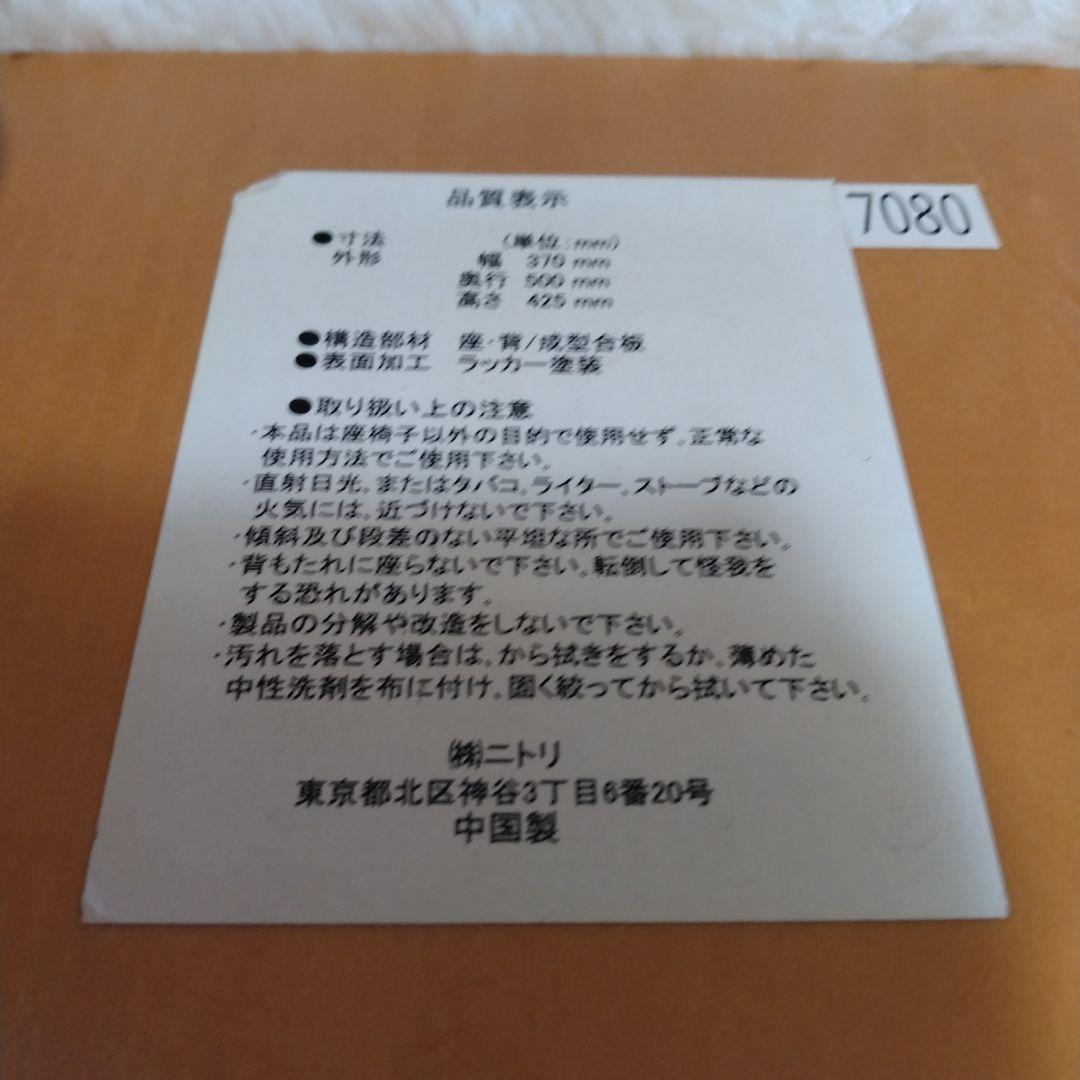 品質表示
7080
●寸法 (単位:mm)
外形 幅 370 mm
奥行 500 mm
高さ 425 mm
●構造部材 座・背/成型合板
●表面加工 ラッカー塗装
●取り扱い上の注意
・本品は座椅子以外の目的で使用せず、正常な
使用方法でご使用下さい。
・直射日光、またはタバコ、ライター、ストーブなどの
火気には、近づけないで下さい。
・傾斜及び段差のない平坦な所でご使用下さい。
・背もたれに座らないで下さい。転倒して怪我を
する恐れがあります。
・製品の分解や改造をしないで下さい。
・汚れを落とす場合は、から拭きをするか、薄めた
中性洗剤を布に付け、固く絞ってから拭いて下さい。
㈱ニトリ
東京都北区神谷3丁目6番20号
中国製